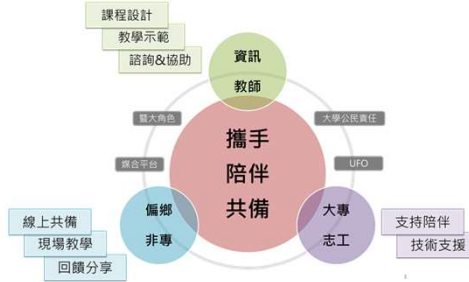 課程設計
教學示範
諮詢&協助
資訊
教師
暨大角色
大學公民責任
攜手
陪伴
共備
媒合平台
UFO
偏鄉
非專
大專
志工
線上共備
現場教學
回饋分享
支持陪伴
技術支援